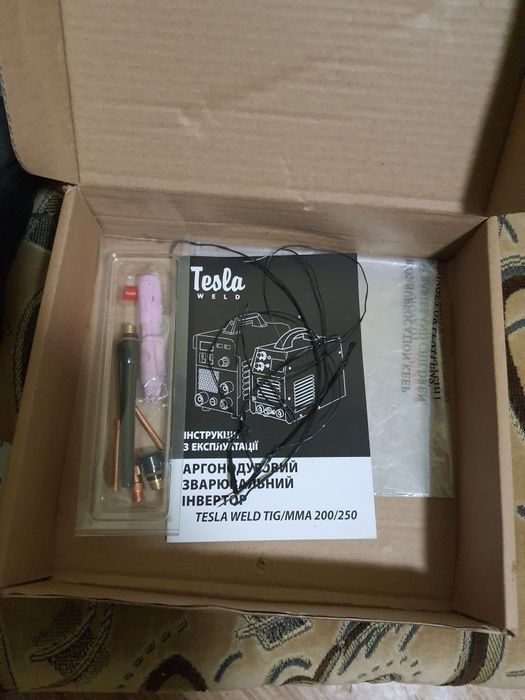 Tesla
WELD
ІНСТРУКЦІЯ
З ЕКСПЛУАТАЦІЇ
АРГОНОДУГОВИЙ
ЗВАРЮВАЛЬНИЙ
ІНВЕРТОР
TESLA WELD TIG/MMA 200/250